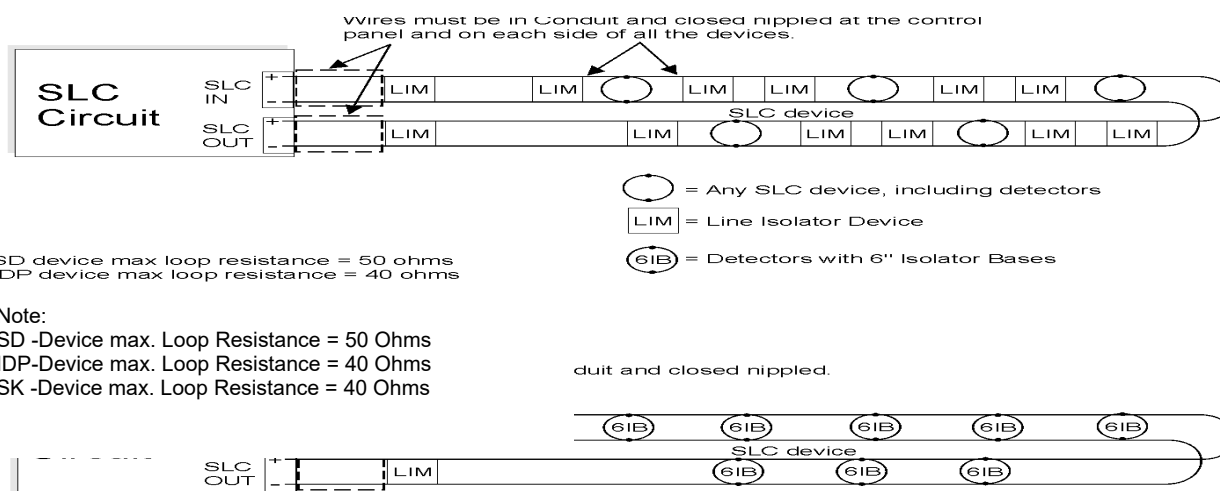 Wires must be in Conduit and closed nippled at the control
panel and on each side of all the devices.
SLC
Circuit
SLC
IN
+
-
LIM LIM LIM LIM LIM LIM
SLC device
SLC
OUT
+
-
LIM LIM LIM LIM LIM LIM
= Any SLC device, including detectors
LIM = Line Isolator Device
6IB = Detectors with 6" Isolator Bases
SD device max loop resistance = 50 ohms
IDP device max loop resistance = 40 ohms
Note:
SD -Device max. Loop Resistance = 50 Ohms
IDP-Device max. Loop Resistance = 40 Ohms
SK -Device max. Loop Resistance = 40 Ohms
duit and closed nippled.
6IB 6IB 6IB 6IB 6IB
SLC device
SLC
OUT
+
-
LIM 6IB 6IB 6IB